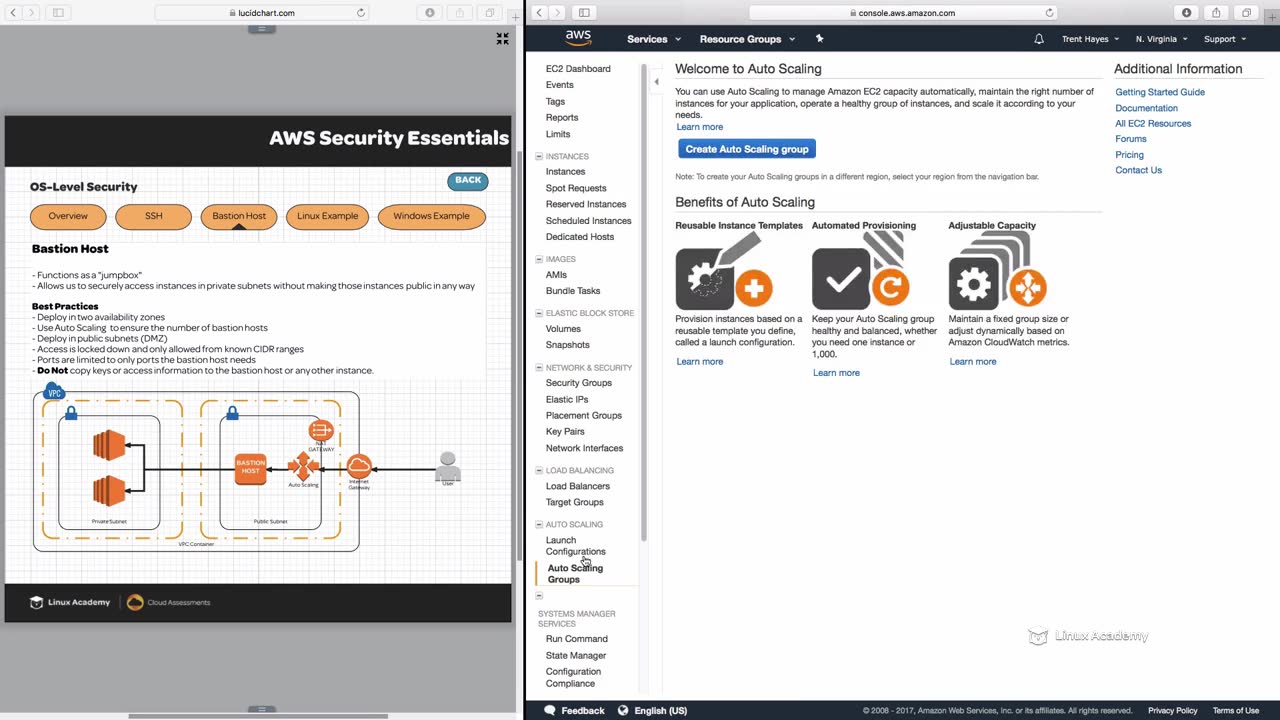 lucidchart.com
AWS Security Essentials
OS-Level Security
BACK
Overview
SSH
Bastion Host
Linux Example
Windows Example
Bastion Host
- Functions as a "jumpbox"
- Allows us to securely access instances in private subnets without making those instances public in any way
Best Practices
- Deploy in two availability zones
- Use Auto Scaling to ensure the number of bastion hosts
- Deploy in public subnets (DMZ)
- Access is locked down and only allowed from known CIDR ranges
- Ports are limited to only ports the bastion host needs
- Do Not copy keys or access information to the bastion host or any other instance.
VPC
NAT
GATEWAY
BASTION
HOST
Auto Scaling
Internet
Gateway
User
Private Subnet
Public Subnet
VPC Container
Linux Academy
Cloud Assessments
console.aws.amazon.com
aws
Services
Resource Groups
Trent Hayes
N. Virginia
Support
EC2 Dashboard
Events
Tags
Reports
Limits
INSTANCES
Instances
Spot Requests
Reserved Instances
Scheduled Instances
Dedicated Hosts
IMAGES
AMIs
Bundle Tasks
ELASTIC BLOCK STORE
Volumes
Snapshots
NETWORK & SECURITY
Security Groups
Elastic IPs
Placement Groups
Key Pairs
Network Interfaces
LOAD BALANCING
Load Balancers
Target Groups
AUTO SCALING
Launch
Configurations
Auto Scaling
Groups
SYSTEMS MANAGER
SERVICES
Run Command
State Manager
Configuration
Compliance
Welcome to Auto Scaling
You can use Auto Scaling to manage Amazon EC2 capacity automatically, maintain the right number of
instances for your application, operate a healthy group of instances, and scale it according to your
needs.
Learn more
Create Auto Scaling group
Note: To create your Auto Scaling groups in a different region, select your region from the navigation bar.
Benefits of Auto Scaling
Reusable Instance Templates
Provision instances based on a
reusable template you define,
called a launch configuration.
Learn more
Automated Provisioning
Keep your Auto Scaling group
healthy and balanced, whether
you need one instance or
1,000.
Learn more
Adjustable Capacity
Maintain a fixed group size or
adjust dynamically based on
Amazon CloudWatch metrics.
Learn more
Additional Information
Getting Started Guide
Documentation
All EC2 Resources
Forums
Pricing
Contact Us
Linux Academy
Feedback
English (US)
© 2008 - 2017, Amazon Web Services, Inc. or its affiliates. All rights reserved.
Privacy Policy
Terms of Use